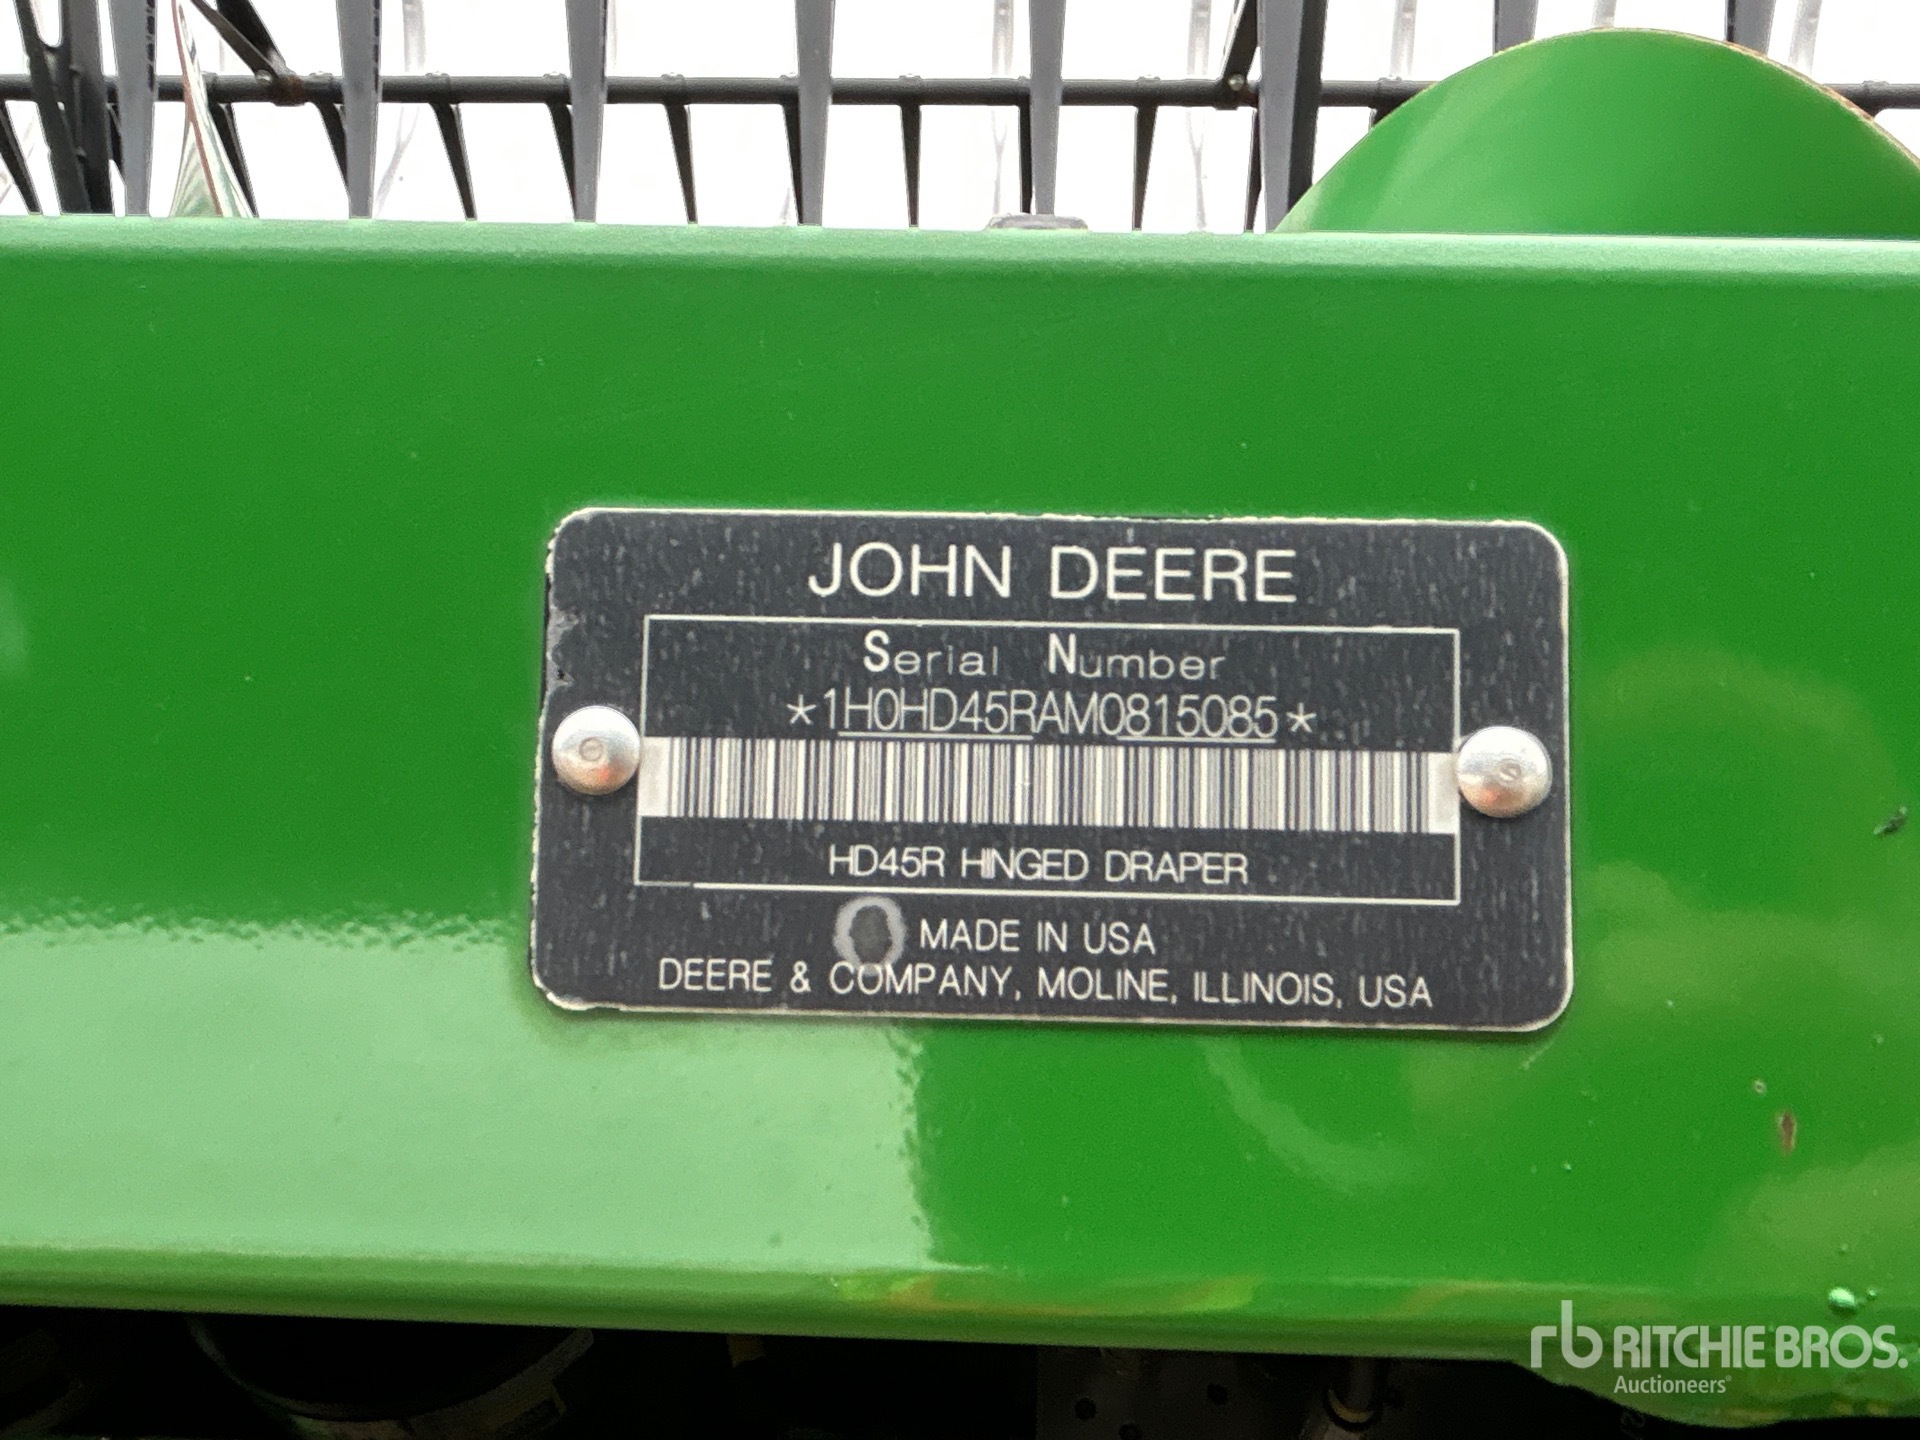 JOHN DEERE
Serial Number
*1H0HD45RAM0815085*
HD45R HINGED DRAPER
MADE IN USA
DEERE & COMPANY, MOLINE, ILLINOIS, USA
rb RITCHIE BROS.
Auctioneers